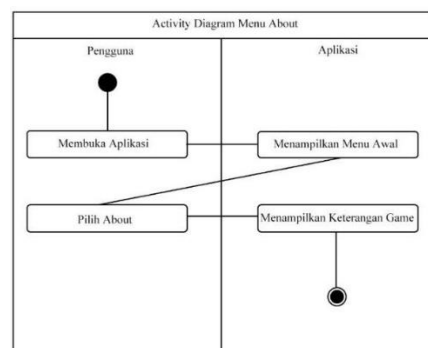 Activity Diagram Menu About
Pengguna
Aplikasi
Membuka Aplikasi
Menampilkan Menu Awal
Pilih About
Menampilkan Keterangan Game